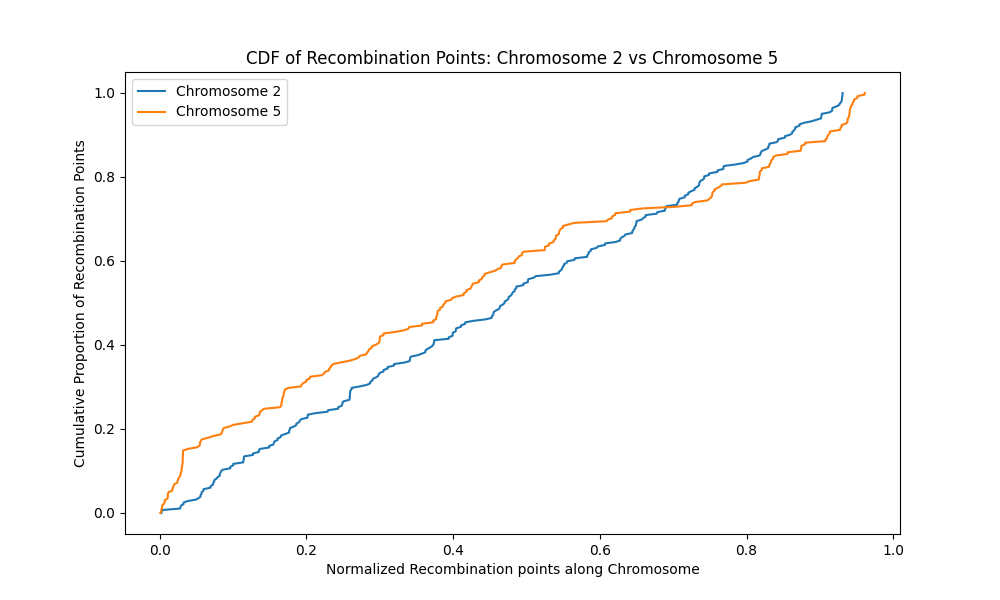 CDF of Recombination Points: Chromosome 2 vs Chromosome 5
Chromosome 2
Chromosome 5
Cumulative Proportion of Recombination Points
1.0
0.8
0.6
0.4
0.2
0.0
0.0 0.2 0.4 0.6 0.8 1.0
Normalized Recombination points along Chromosome